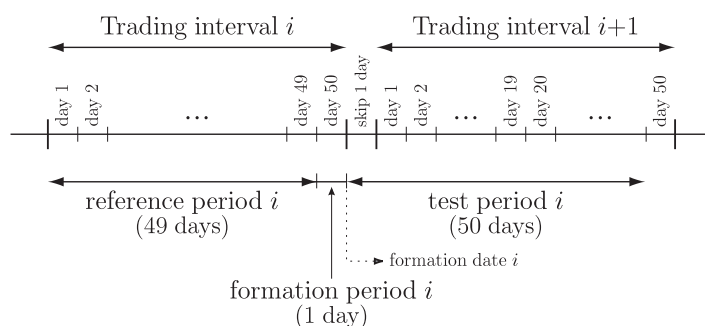 Trading interval i
Trading interval i+1
day 1
day 2
...
day 49
day 50
skip 1 day
day 1
day 2
...
day 19
day 20
...
day 50
reference period i
(49 days)
test period i
(50 days)
formation date i
formation period i
(1 day)